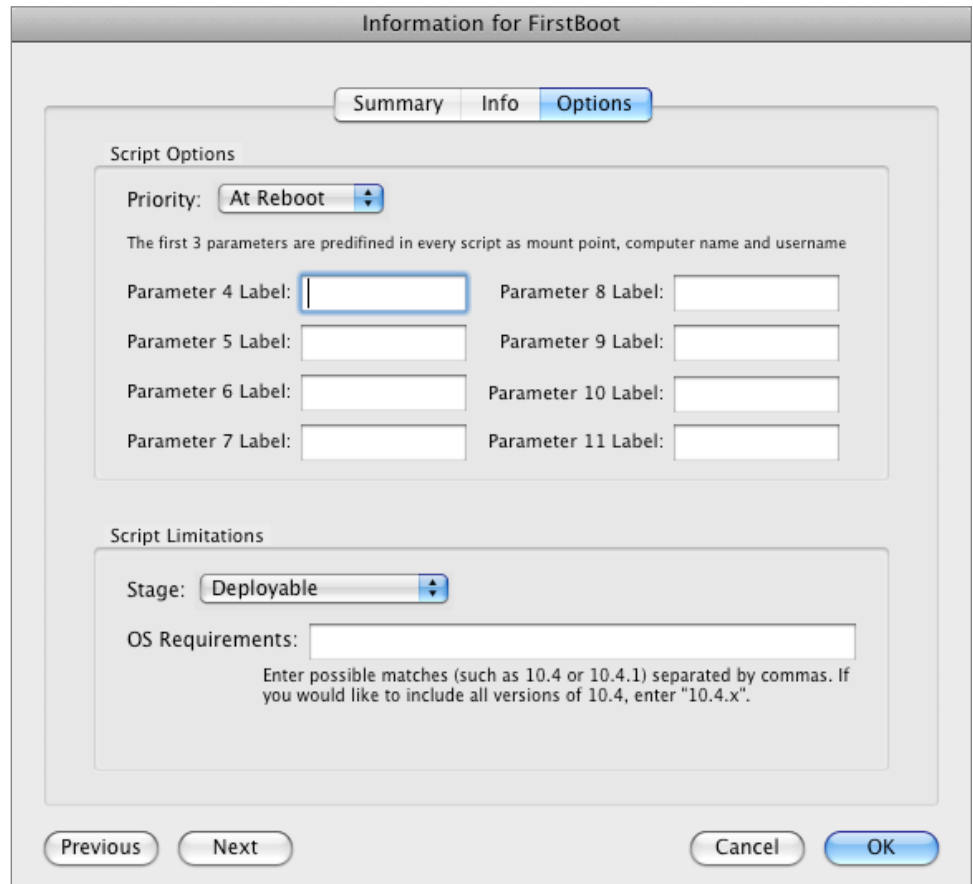 Information for FirstBoot
Summary Info Options
Script Options
Priority: At Reboot
The first 3 parameters are predifined in every script as mount point, computer name and username
Parameter 4 Label: Parameter 8 Label:
Parameter 5 Label: Parameter 9 Label:
Parameter 6 Label: Parameter 10 Label:
Parameter 7 Label: Parameter 11 Label:
Script Limitations
Stage: Deployable
OS Requirements:
Enter possible matches (such as 10.4 or 10.4.1) separated by commas. If
you would like to include all versions of 10.4, enter "10.4.x".
Previous Next Cancel OK